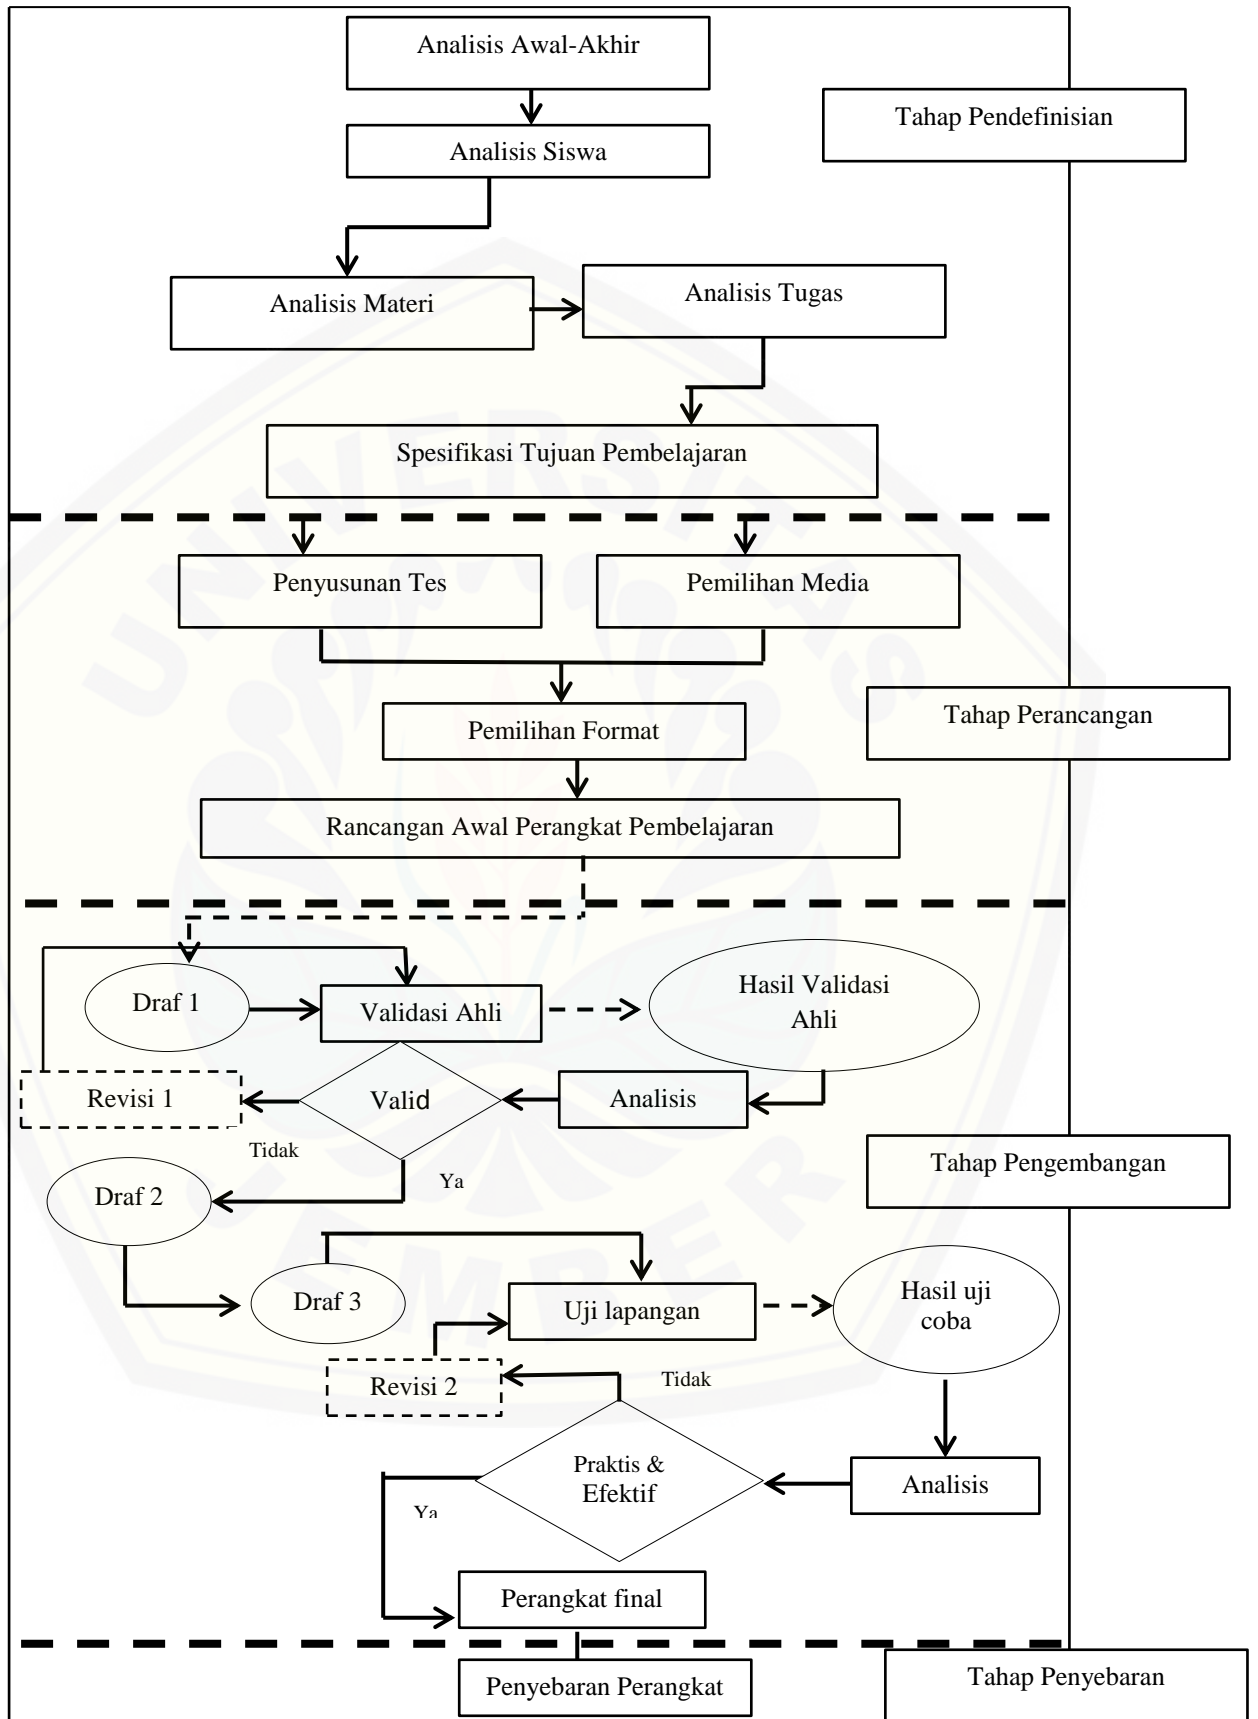 Analisis Awal-Akhir
Tahap Pendefinisian
Analisis Siswa
Analisis Materi
Analisis Tugas
Spesifikasi Tujuan Pembelajaran
Penyusunan Tes
Pemilihan Media
Pemilihan Format
Tahap Perancangan
Rancangan Awal Perangkat Pembelajaran
Draf 1
Validasi Ahli
Hasil Validasi
Ahli
Revisi 1
Valid
Analisis
Tidak
Ya
Tahap Pengembangan
Draf 2
Draf 3
Uji lapangan
Hasil uji
coba
Revisi 2
Tidak
Praktis &
Efektif
Analisis
Ya
Perangkat final
Penyebaran Perangkat
Tahap Penyebaran
UNIVERSITAS
JEMBER